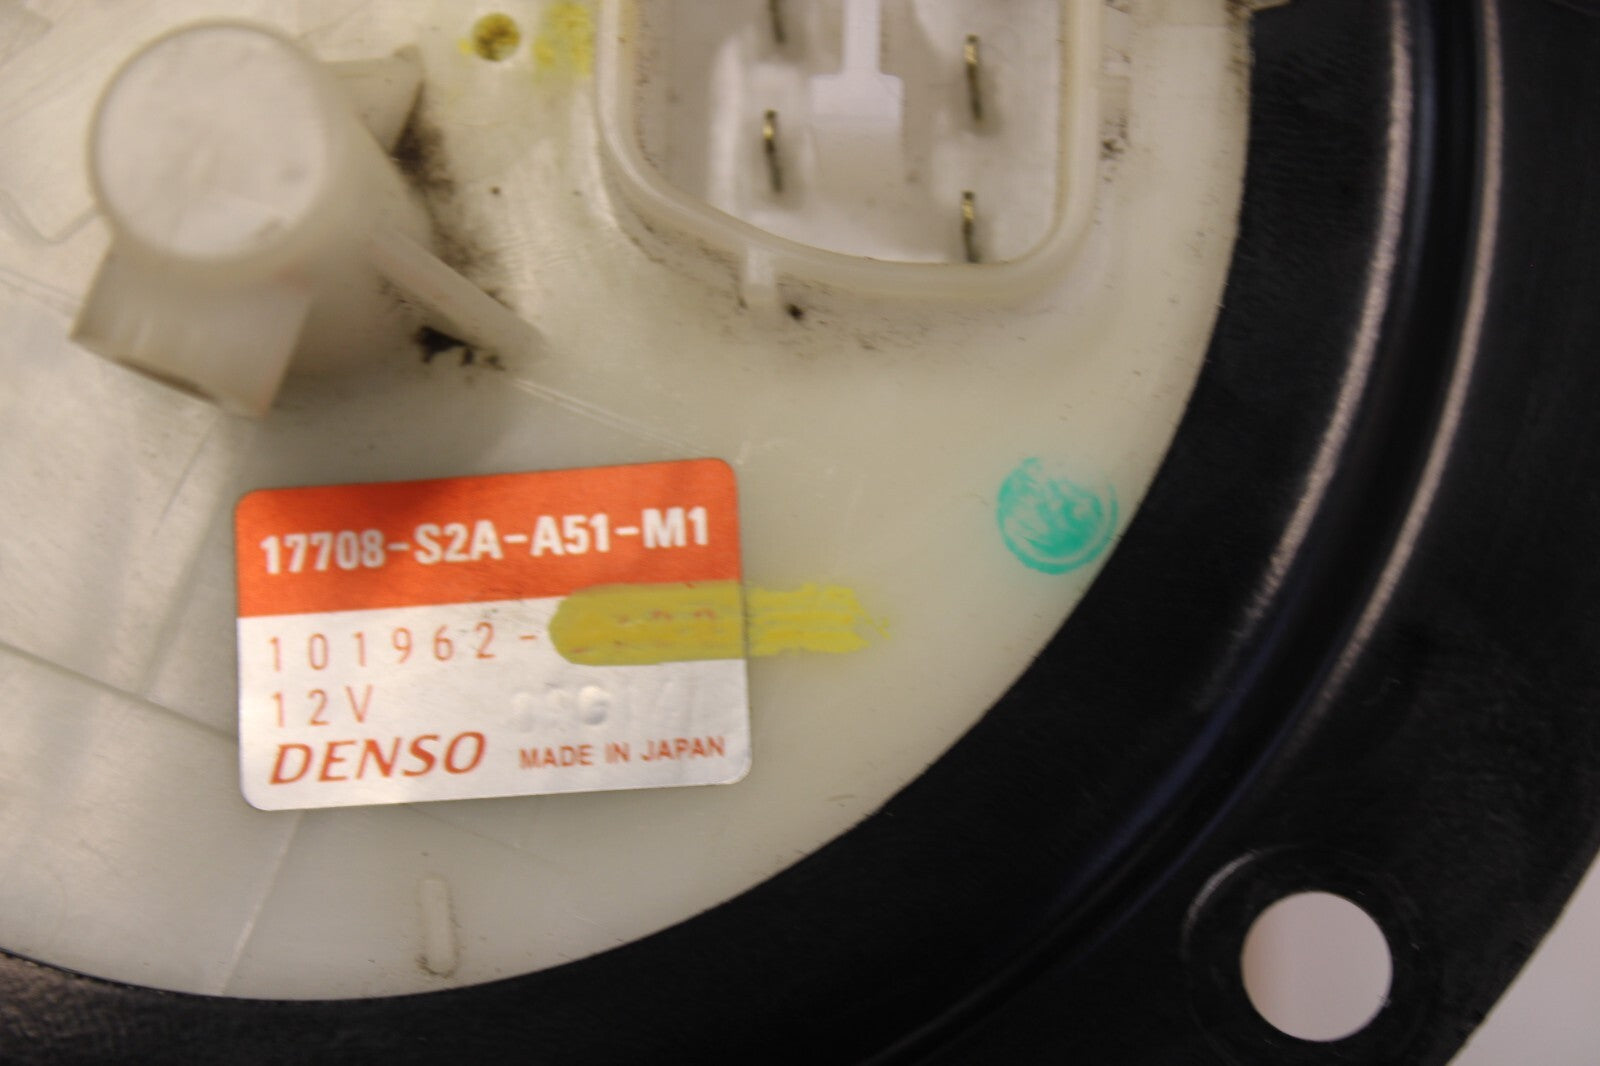 17708-S2A-A51-M1
101962-
12V
DENSO MADE IN JAPAN